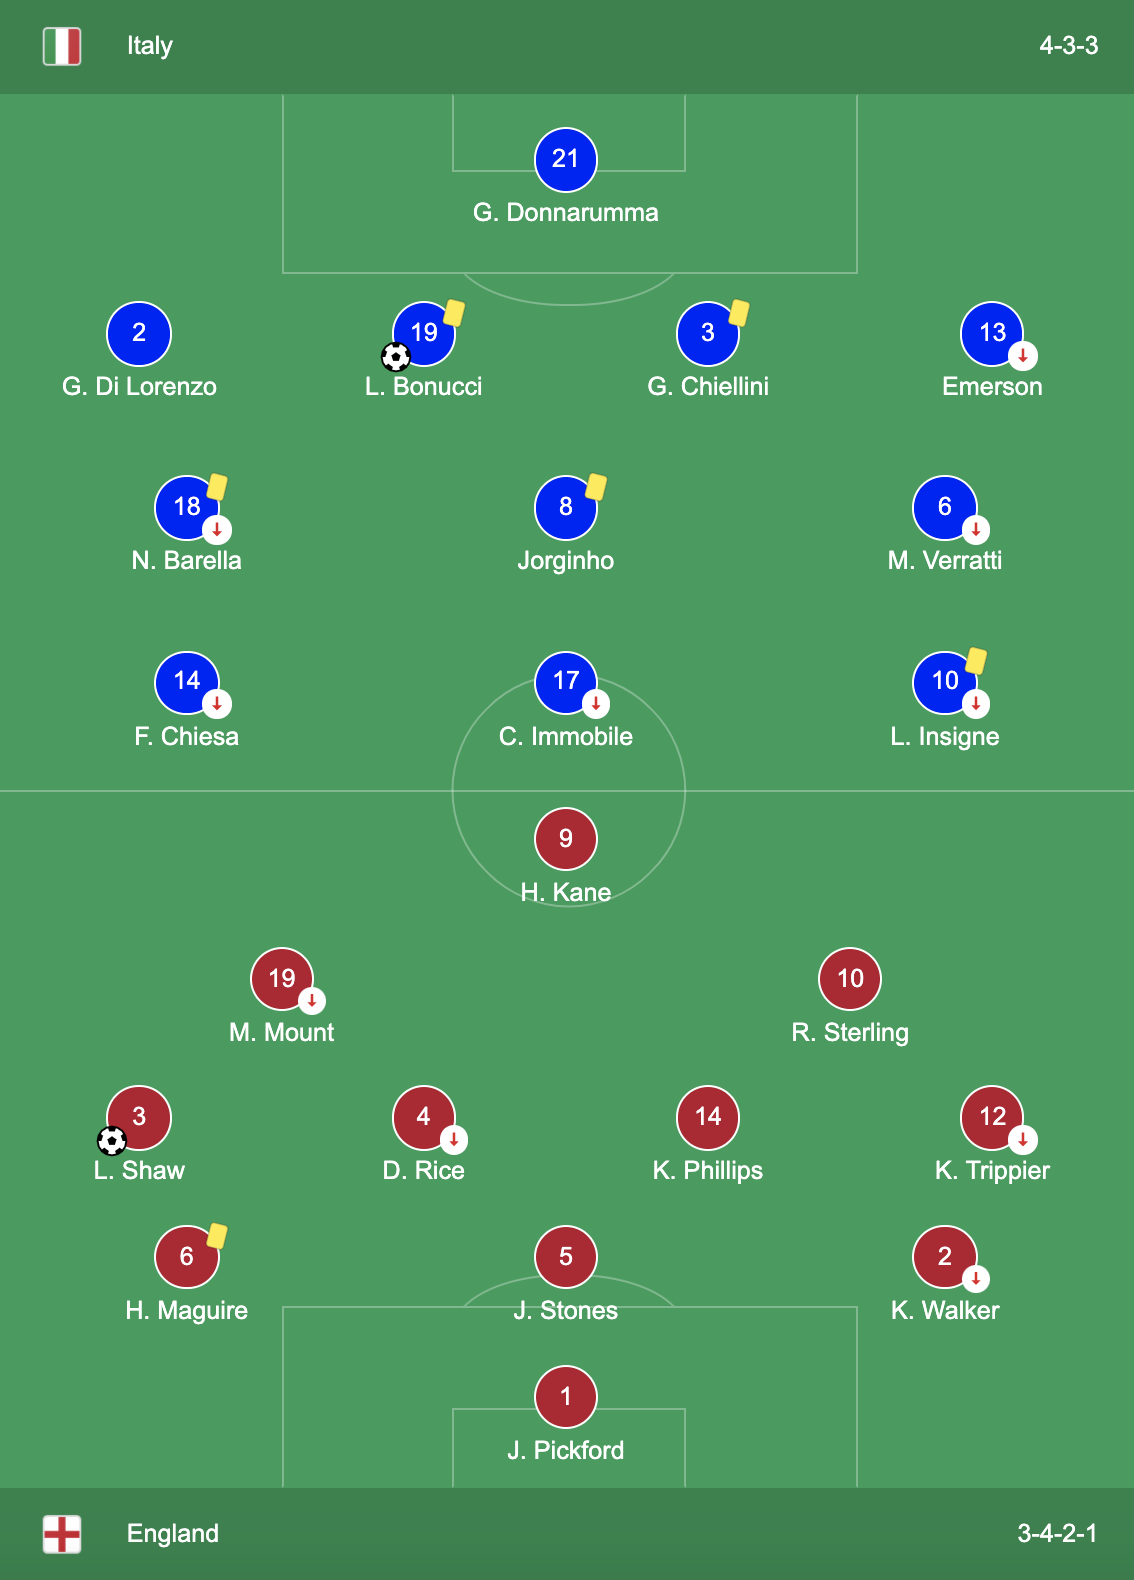 Italy 4-3-3
21
G. Donnarumma
2 19 3 13
G. Di Lorenzo L. Bonucci G. Chiellini Emerson
18 8 6
N. Barella Jorginho M. Verratti
14 17 10
F. Chiesa C. Immobile L. Insigne
9
H. Kane
19 10
M. Mount R. Sterling
3 4 14 12
L. Shaw D. Rice K. Phillips K. Trippier
6 5 2
H. Maguire J. Stones K. Walker
1
J. Pickford
England 3-4-2-1